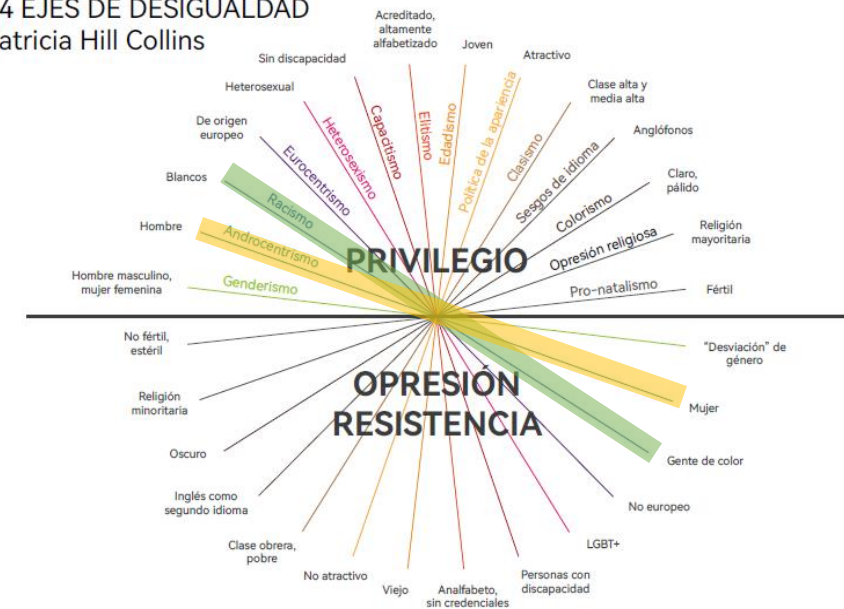 4 EJES DE DESIGUALDAD
atricia Hill Collins
Acreditado,
altamente
alfabetizado
Joven
Sin discapacidad
Atractivo
Heterosexual
Clase alta y
media alta
De origen
europeo
Anglófonos
Blancos
Claro,
pálido
Hombre
Religión
mayoritaria
Hombre masculino,
mujer femenina
Fértil
Genderismo
Androcentrismo
Racismo
Eurocentrismo
Heterosexismo
Capacitismo
Elitismo
Edadismo
Política de la apariencia
Clasismo
Sesgos de idioma
Colorismo
Opresión religiosa
Pro-natalismo
PRIVILEGIO
OPRESIÓN
RESISTENCIA
No fértil,
estéril
"Desviación" de
género
Religión
minoritaria
Mujer
Oscuro
Gente de color
Inglés como
segundo idioma
No europeo
Clase obrera,
pobre
LGBT+
No atractivo
Viejo
Analfabeto,
sin credenciales
Personas con
discapacidad